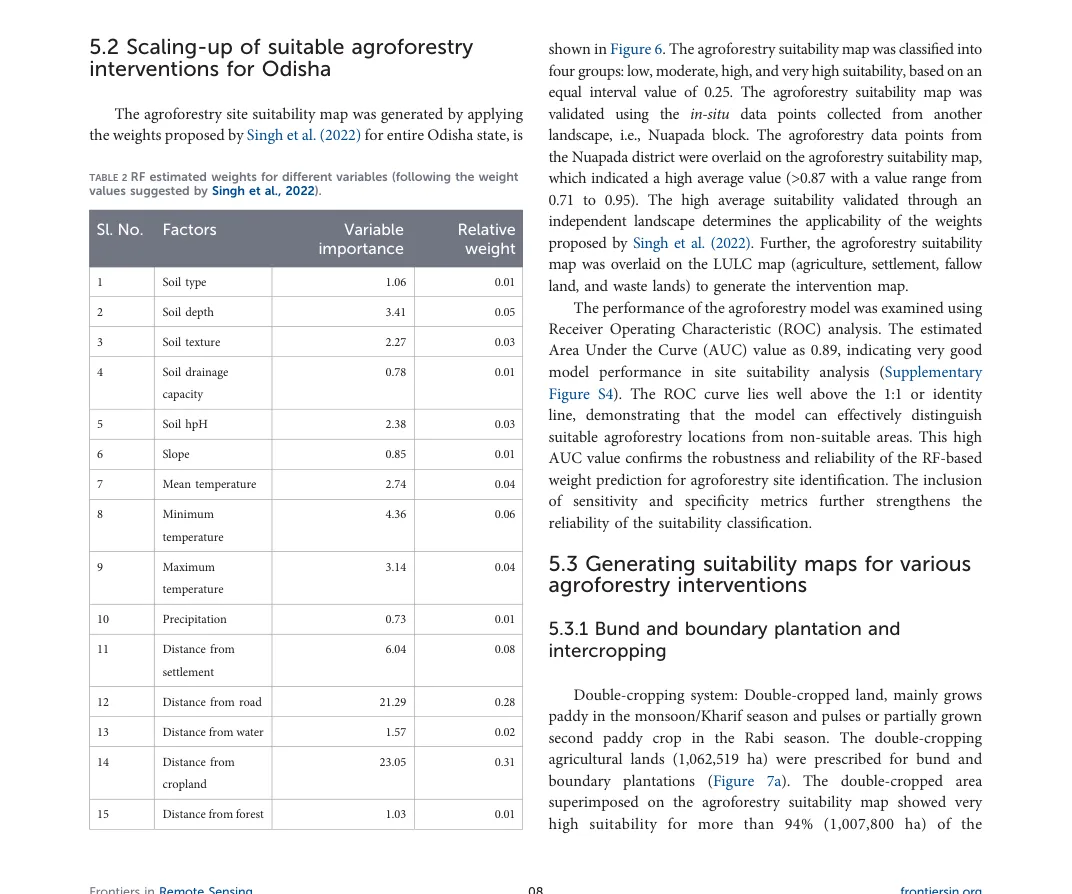 5.2 Scaling-up of suitable agroforestry
interventions for Odisha
The agroforestry site suitability map was generated by applying
the weights proposed by Singh et al. (2022) for entire Odisha state, is
TABLE 2 RF estimated weights for different variables (following the weight
values suggested by Singh et al., 2022).
Sl. No. Factors Variable importance Relative weight
1 Soil type 1.06 0.01
2 Soil depth 3.41 0.05
3 Soil texture 2.27 0.03
4 Soil drainage capacity 0.78 0.01
5 Soil hpH 2.38 0.03
6 Slope 0.85 0.01
7 Mean temperature 2.74 0.04
8 Minimum temperature 4.36 0.06
9 Maximum temperature 3.14 0.04
10 Precipitation 0.73 0.01
11 Distance from settlement 6.04 0.08
12 Distance from road 21.29 0.28
13 Distance from water 1.57 0.02
14 Distance from cropland 23.05 0.31
15 Distance from forest 1.03 0.01
shown in Figure 6. The agroforestry suitability map was classified into
four groups: low, moderate, high, and very high suitability, based on an
equal interval value of 0.25. The agroforestry suitability map was
validated using the in-situ data points collected from another
landscape, i.e., Nuapada block. The agroforestry data points from
the Nuapada district were overlaid on the agroforestry suitability map,
which indicated a high average value (>0.87 with a value range from
0.71 to 0.95). The high average suitability validated through an
independent landscape determines the applicability of the weights
proposed by Singh et al. (2022). Further, the agroforestry suitability
map was overlaid on the LULC map (agriculture, settlement, fallow
land, and waste lands) to generate the intervention map.
The performance of the agroforestry model was examined using
Receiver Operating Characteristic (ROC) analysis. The estimated
Area Under the Curve (AUC) value as 0.89, indicating very good
model performance in site suitability analysis (Supplementary
Figure S4). The ROC curve lies well above the 1:1 or identity
line, demonstrating that the model can effectively distinguish
suitable agroforestry locations from non-suitable areas. This high
AUC value confirms the robustness and reliability of the RF-based
weight prediction for agroforestry site identification. The inclusion
of sensitivity and specificity metrics further strengthens the
reliability of the suitability classification.
5.3 Generating suitability maps for various
agroforestry interventions
5.3.1 Bund and boundary plantation and
intercropping
Double-cropping system: Double-cropped land, mainly grows
paddy in the monsoon/Kharif season and pulses or partially grown
second paddy crop in the Rabi season. The double-cropping
agricultural lands (1,062,519 ha) were prescribed for bund and
boundary plantations (Figure 7a). The double-cropped area
superimposed on the agroforestry suitability map showed very
high suitability for more than 94% (1,007,800 ha) of the
Frontiers in Remote Sensing 08 frontiersin.org